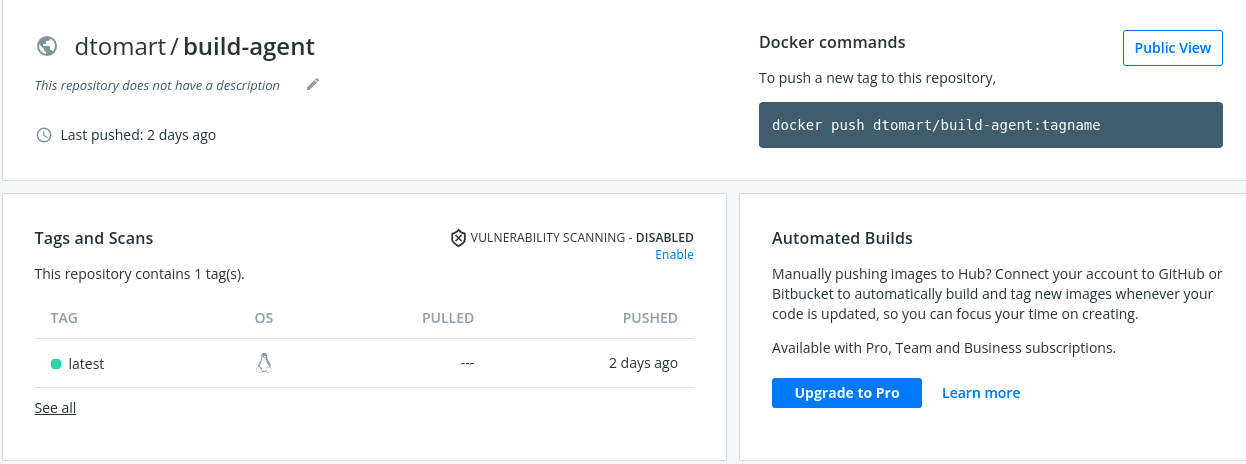 dtomart / build-agent
This repository does not have a description
Last pushed: 2 days ago
Docker commands
Public View
To push a new tag to this repository,
docker push dtomart/build-agent:tagname
Tags and Scans
VULNERABILITY SCANNING - DISABLED
Enable
This repository contains 1 tag(s).
TAG OS PULLED PUSHED
latest --- 2 days ago
See all
Automated Builds
Manually pushing images to Hub? Connect your account to GitHub or
Bitbucket to automatically build and tag new images whenever your
code is updated, so you can focus your time on creating.
Available with Pro, Team and Business subscriptions.
Upgrade to Pro Learn more